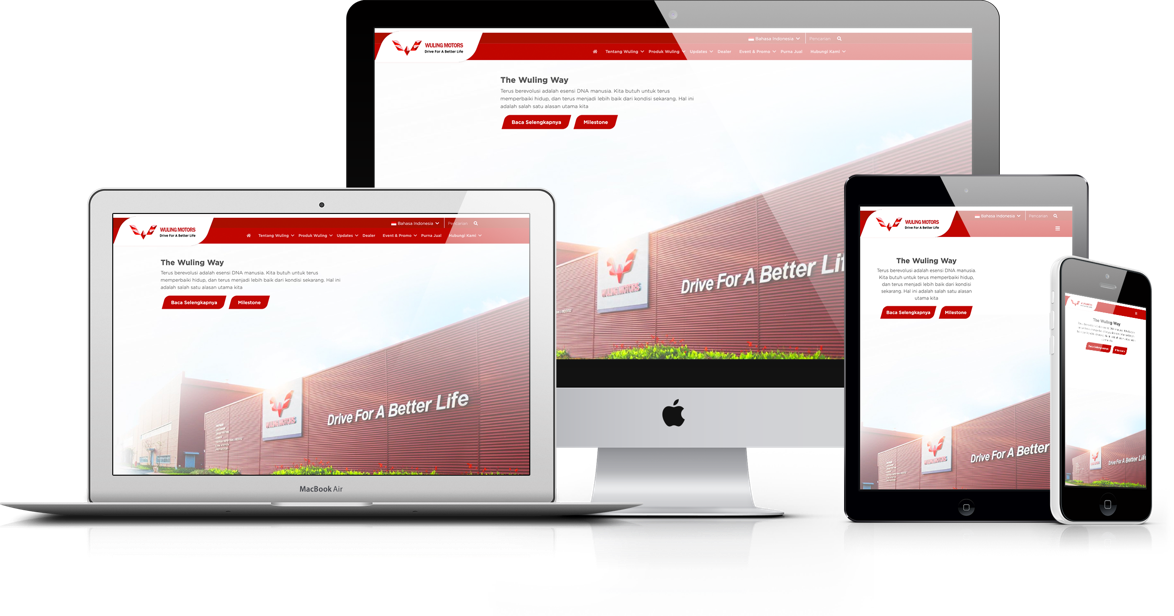 WULING MOTORS
Drive For A Better Life
Bahasa Indonesia
Pencarian
Tentang Wuling Produk Wuling Updates Dealer Event & Promo Purna Jual Hubungi Kami
The Wuling Way
Terus berevolusi adalah esensi DNA manusia. Kita butuh untuk terus
memperbaiki hidup, dan terus menjadi lebih baik dari kondisi sekarang. Hal ini
adalah salah satu alasan utama kita
Baca Selengkapnya Milestone
WULING MOTORS
Drive For A Better Lif
WULING MOTORS
Drive For A Better Life
Bahasa Indonesia
Pencarian
Tentang Wuling Produk Wuling Updates Dealer Event & Promo Purna Jual Hubungi Kami
The Wuling Way
Terus berevolusi adalah esensi DNA manusia. Kita butuh untuk terus
memperbaiki hidup, dan terus menjadi lebih baik dari kondisi sekarang. Hal ini
adalah salah satu alasan utama kita
Baca Selengkapnya Milestone
WULING MOTORS
Drive For A Better Life
MacBook Air
WULING MOTORS
Drive For A Better Life
Bahasa Indonesia
Pencarian
The Wuling Way
Terus berevolusi adalah esensi DNA manusia.
Kita butuh untuk terus memperbaiki hidup,
dan terus menjadi lebih baik dari kondisi
sekarang. Hal ini adalah salah satu alasan
utama kita
Baca Selengkapnya Milestone
WULING MOTORS
Drive For A Better
The Wuling Way
Drive For A Better Life